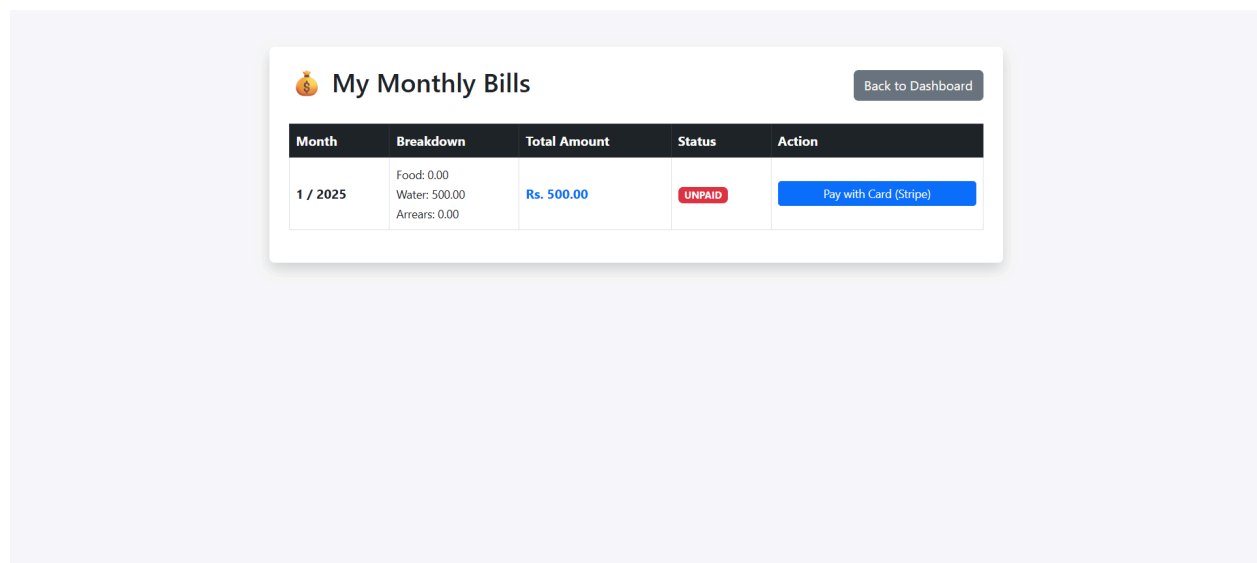 💰 My Monthly Bills
Back to Dashboard
Month Breakdown Total Amount Status Action
1 / 2025
Food: 0.00
Water: 500.00
Arrears: 0.00
Rs. 500.00
UNPAID
Pay with Card (Stripe)